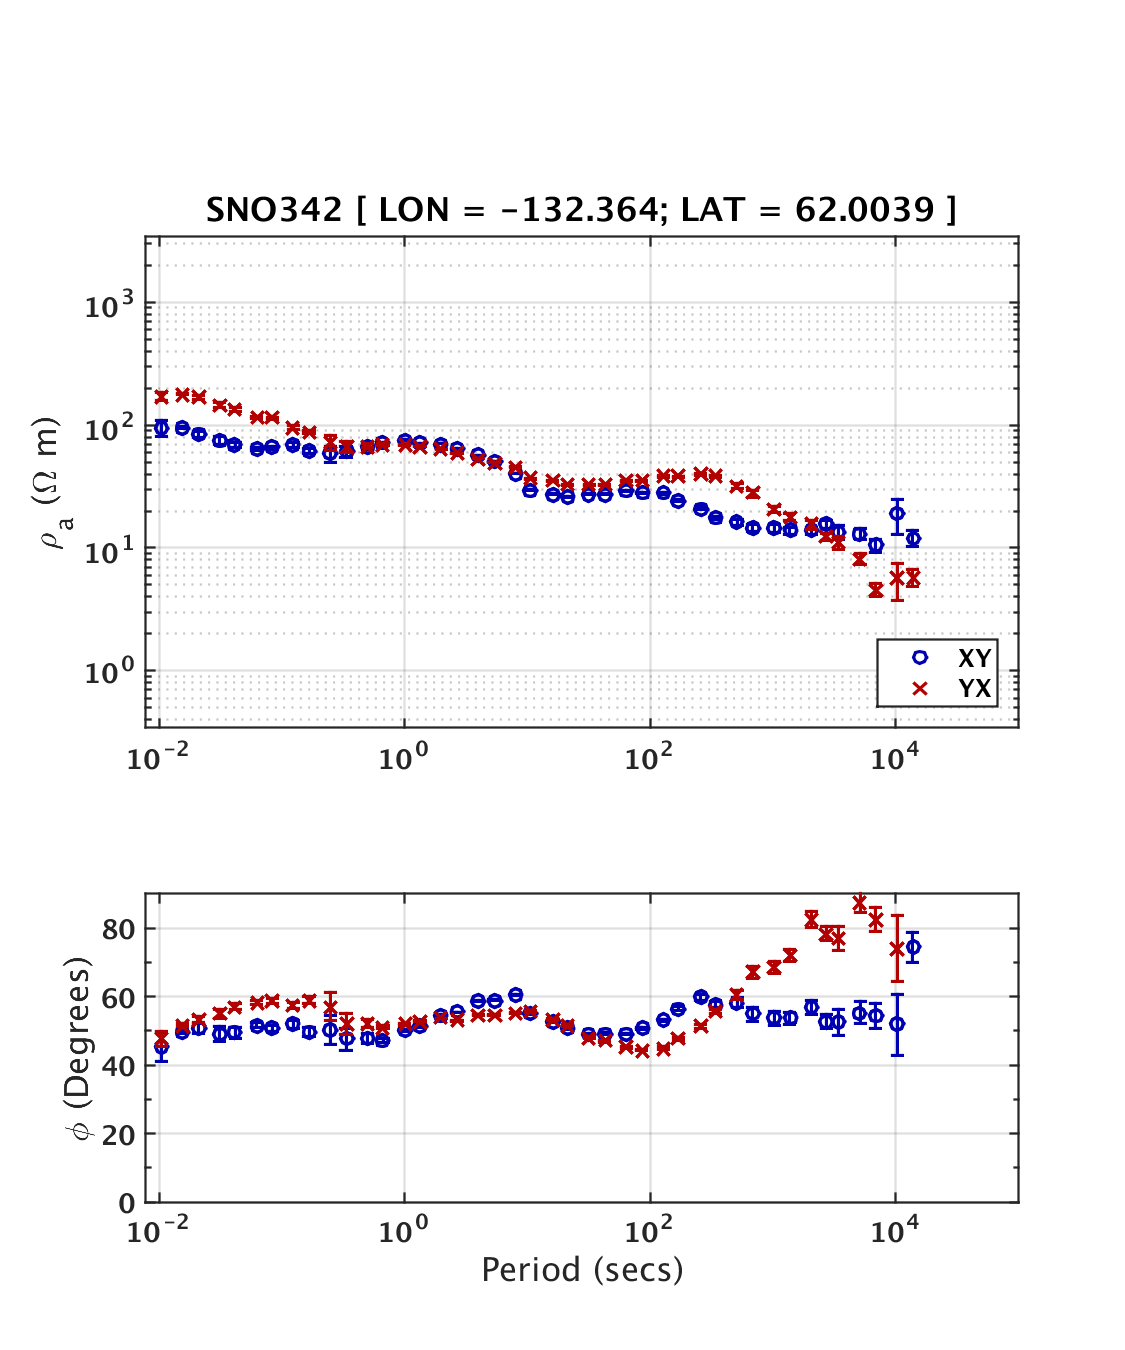 SNO342 [ LON = -132.364; LAT = 62.0039 ]
ρa (Ω m)
10^3
10^2
10^1
10^0
XY
YX
10^-2 10^0 10^2 10^4
φ (Degrees)
80
60
40
20
0
10^-2 10^0 10^2 10^4
Period (secs)